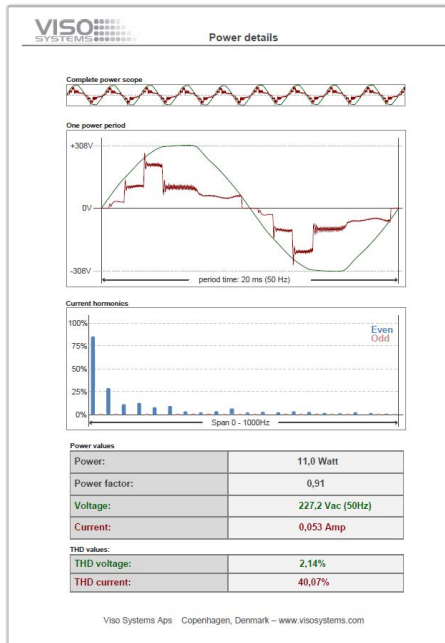 VISO
SYSTEMS
Power details
Complete power scope
One power period
+308V
0V
-308V
period time: 20 ms (50 Hz)
Current hormonics
100%
75%
50%
25%
0%
Even
Odd
Span 0 - 1000Hz
Power values
Power: 11,0 Watt
Power factor: 0,91
Voltage: 227,2 Vac (50Hz)
Current: 0,053 Amp
THD values:
THD voltage: 2,14%
THD current: 40,07%
Viso Systems Aps Copenhagen, Denmark – www.visosystems.com